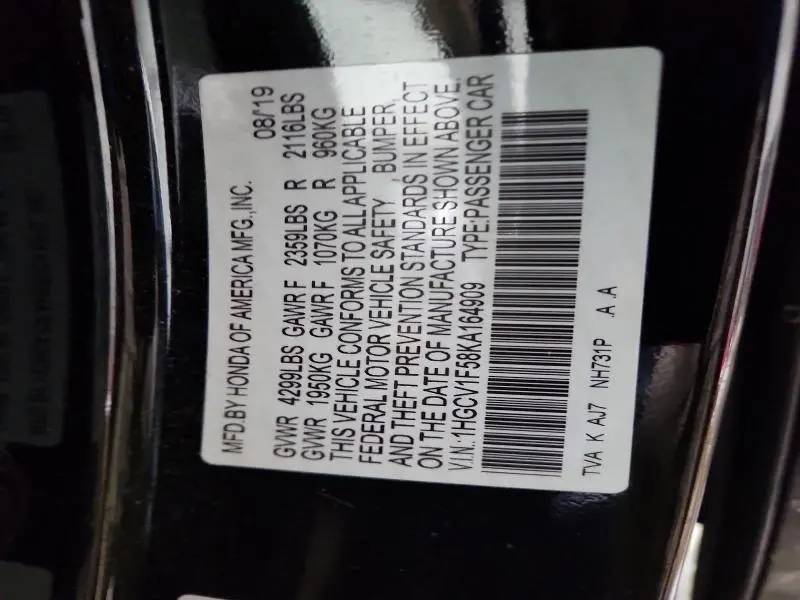 MFD.BY HONDA OF AMERICA MFG.,INC. 08/19
GVWR 4299LBS GAWR F 2359LBS R 2116LBS
GVWR 1950KG GAWR F 1070KG R 960KG
THIS VEHICLE CONFORMS TO ALL APPLICABLE
FEDERAL MOTOR VEHICLE SAFETY , BUMPER,
AND THEFT PREVENTION STANDARDS IN EFFECT
ON THE DATE OF MANUFACTURE SHOWN ABOVE.
V.I.N.:1HGCV1F58KA164909 TYPE:PASSENGER CAR
TVA K AJ7 NH731P A A